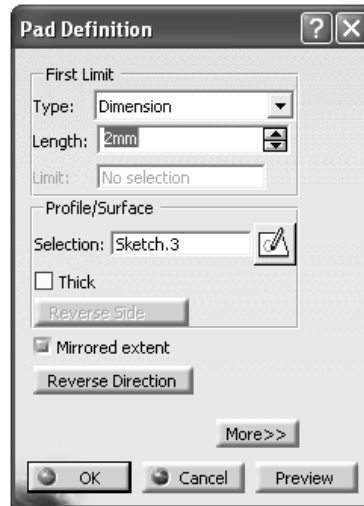 Pad Definition
First Limit
Type: Dimension
Length: 2mm
Limit: No selection
Profile/Surface
Selection: Sketch.3
Thick
Reverse Side
Mirrored extent
Reverse Direction
More>>
OK Cancel Preview